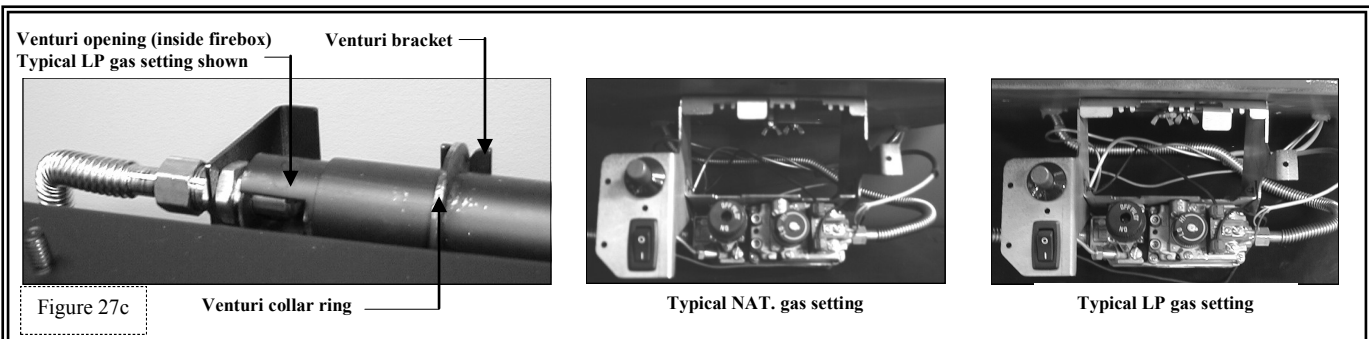 Venturi opening (inside firebox)
Typical LP gas setting shown
Venturi bracket
Figure 27c
Venturi collar ring
Typical NAT. gas setting
Typical LP gas setting